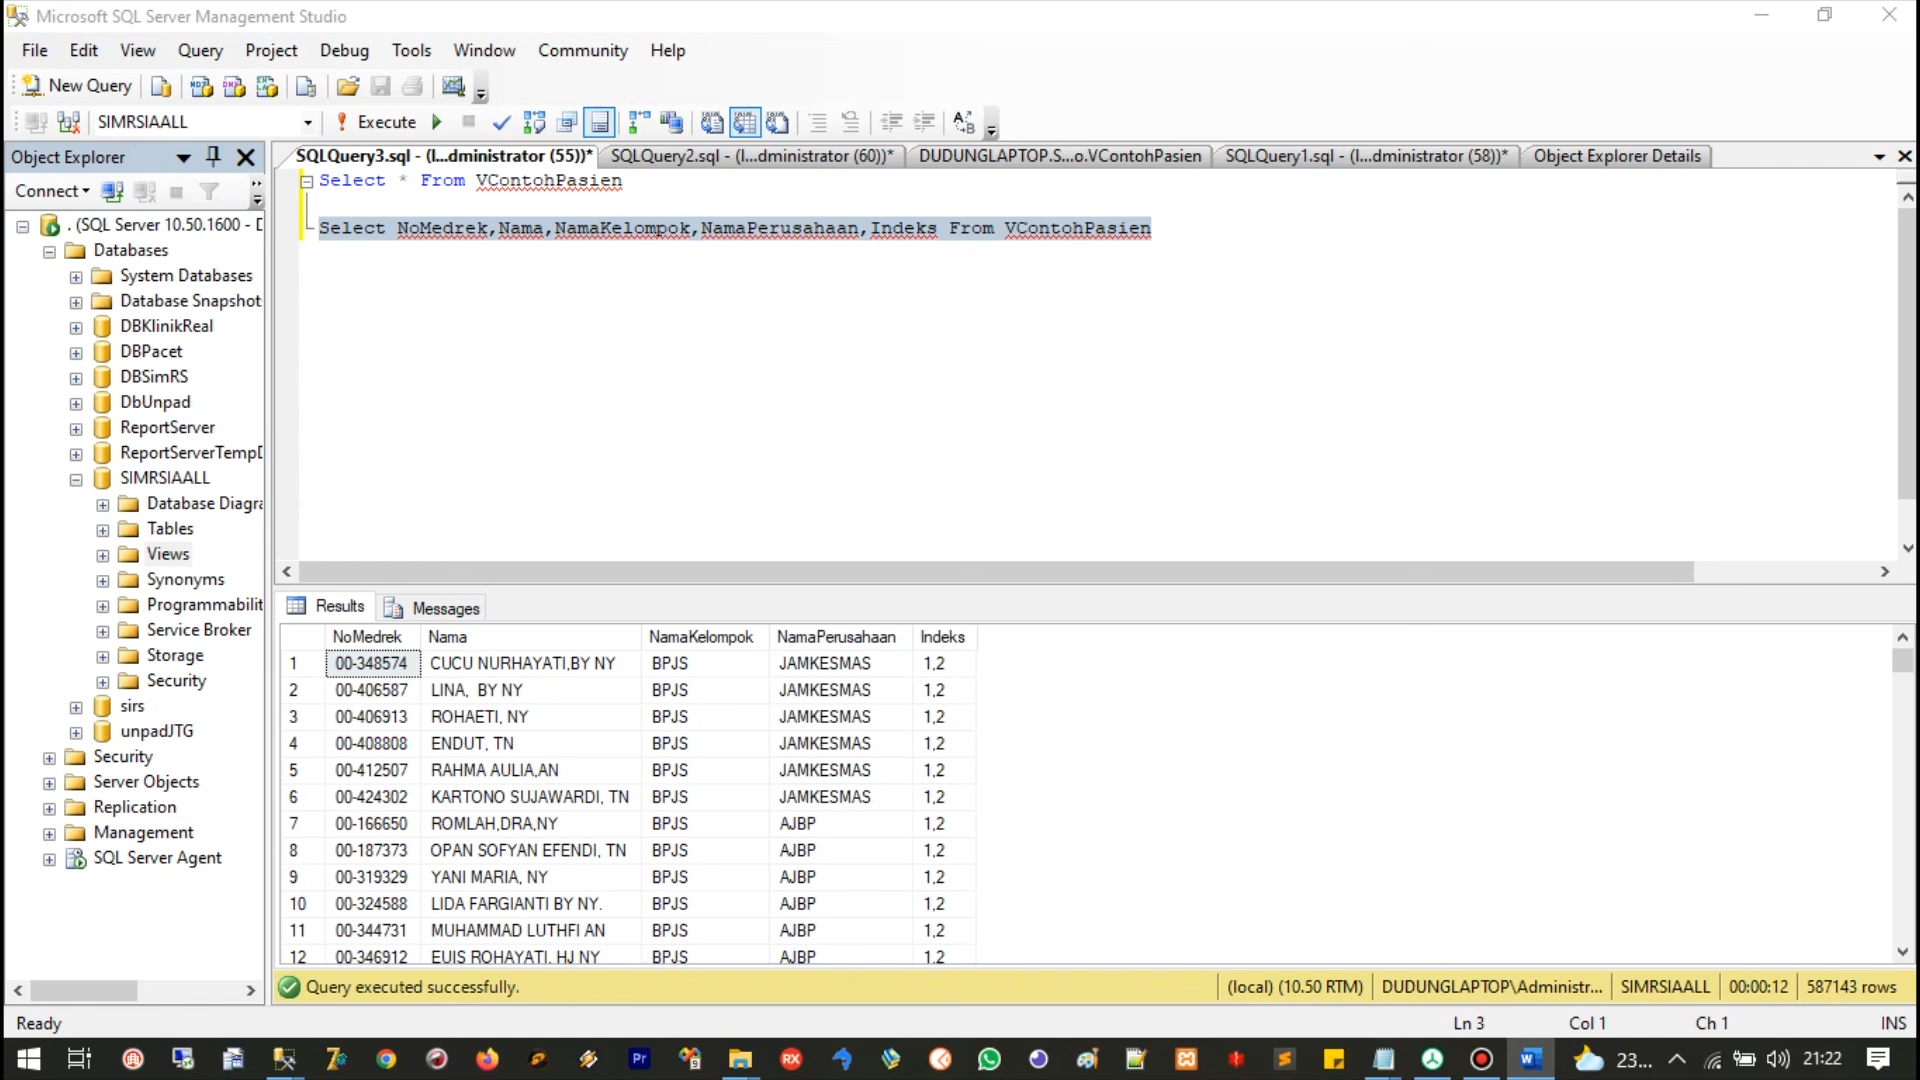 Microsoft SQL Server Management Studio
File Edit View Query Project Debug Tools Window Community Help
New Query
SIMRSIAALL Execute
Object Explorer
SQLQuery3.sql - (l...dministrator (55))* SQLQuery2.sql - (l...dministrator (60))* DUDUNGLAPTOP.S...o.VContohPasien SQLQuery1.sql - (l...dministrator (58))* Object Explorer Details
Connect
Select * From VContohPasien
Select NoMedrek,Nama,NamaKelompok,NamaPerusahaan,Indeks From VContohPasien
. (SQL Server 10.50.1600 - D
Databases
System Databases
Database Snapshot
DBKlinikReal
DBPacet
DBSimRS
DbUnpad
ReportServer
ReportServerTempD
SIMRSIAALL
Database Diagra
Tables
Views
Synonyms
Programmabilit
Service Broker
Storage
Security
sirs
unpadJTG
Security
Server Objects
Replication
Management
SQL Server Agent
Results Messages
NoMedrek Nama NamaKelompok NamaPerusahaan Indeks
1 00-348574 CUCU NURHAYATI,BY NY BPJS JAMKESMAS 1,2
2 00-406587 LINA, BY NY BPJS JAMKESMAS 1,2
3 00-406913 ROHAETI, NY BPJS JAMKESMAS 1,2
4 00-408808 ENDUT, TN BPJS JAMKESMAS 1,2
5 00-412507 RAHMA AULIA,AN BPJS JAMKESMAS 1,2
6 00-424302 KARTONO SUJAWARDI, TN BPJS JAMKESMAS 1,2
7 00-166650 ROMLAH,DRA,NY BPJS AJBP 1,2
8 00-187373 OPAN SOFYAN EFENDI, TN BPJS AJBP 1,2
9 00-319329 YANI MARIA, NY BPJS AJBP 1,2
10 00-324588 LIDA FARGIANTI BY NY. BPJS AJBP 1,2
11 00-344731 MUHAMMAD LUTHFI AN BPJS AJBP 1,2
12 00-346912 EUIS ROHAYATI, HJ NY BPJS AJBP 1,2
Query executed successfully. (local) (10.50 RTM) DUDUNGLAPTOP\Administr... SIMRSIAALL 00:00:12 587143 rows
Ready Ln 3 Col 1 Ch 1 INS
23... 21:22